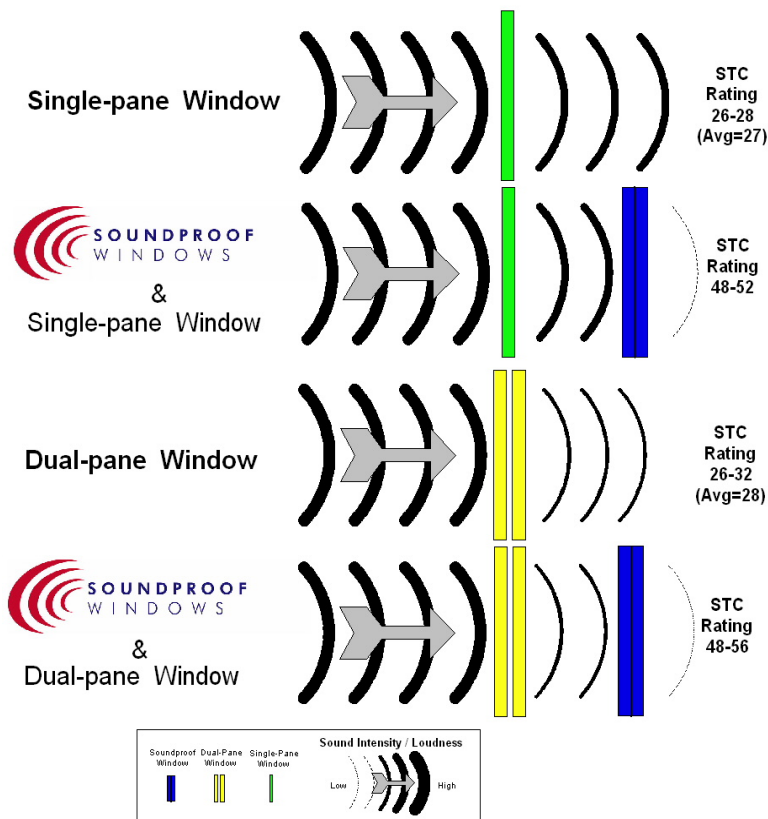 Single-pane Window
STC
Rating
26-28
(Avg=27)
SOUNDPROOF
WINDOWS
&
Single-pane Window
STC
Rating
48-52
Dual-pane Window
STC
Rating
26-32
(Avg=28)
SOUNDPROOF
WINDOWS
&
Dual-pane Window
STC
Rating
48-56
Soundproof
Window
Dual-Pane
Window
Single-Pane
Window
Sound Intensity / Loudness
Low
High